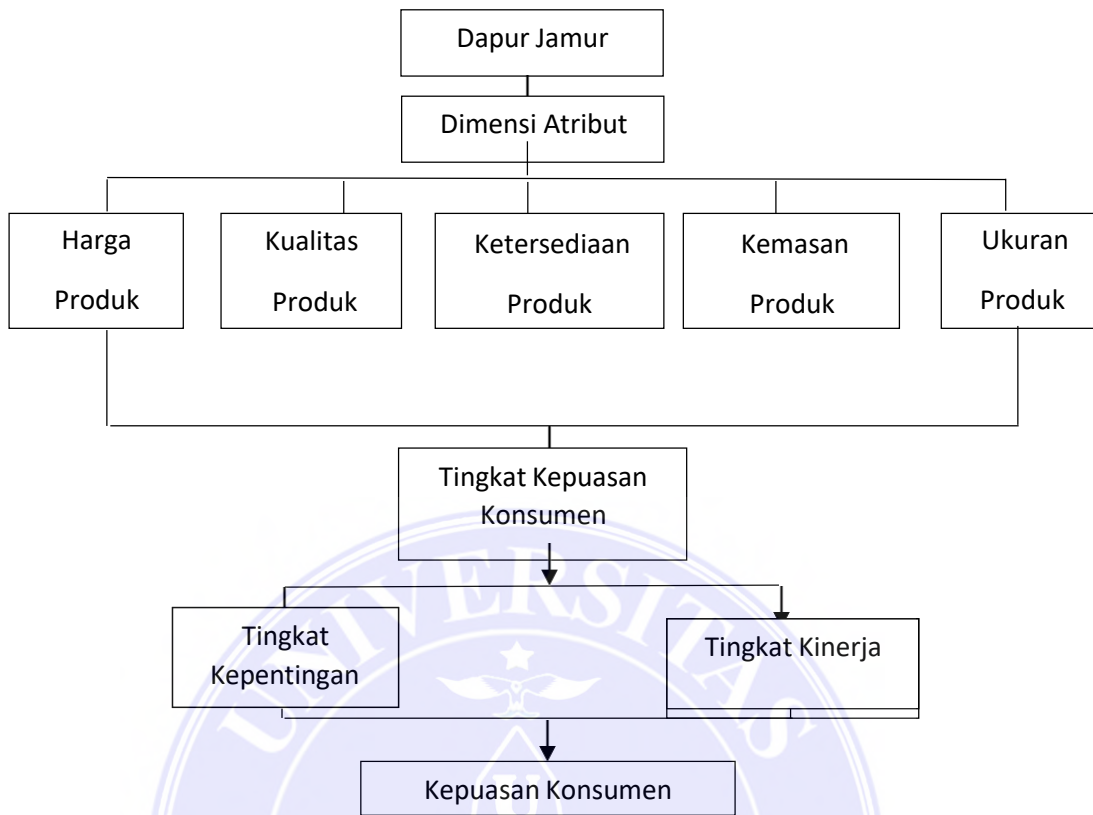 Dapur Jamur
Dimensi Atribut
Harga
Produk
Kualitas
Produk
Ketersediaan
Produk
Kemasan
Produk
Ukuran
Produk
Tingkat Kepuasan
Konsumen
Tingkat
Kepentingan
Tingkat Kinerja
Kepuasan Konsumen
UNIVERSITAS
U